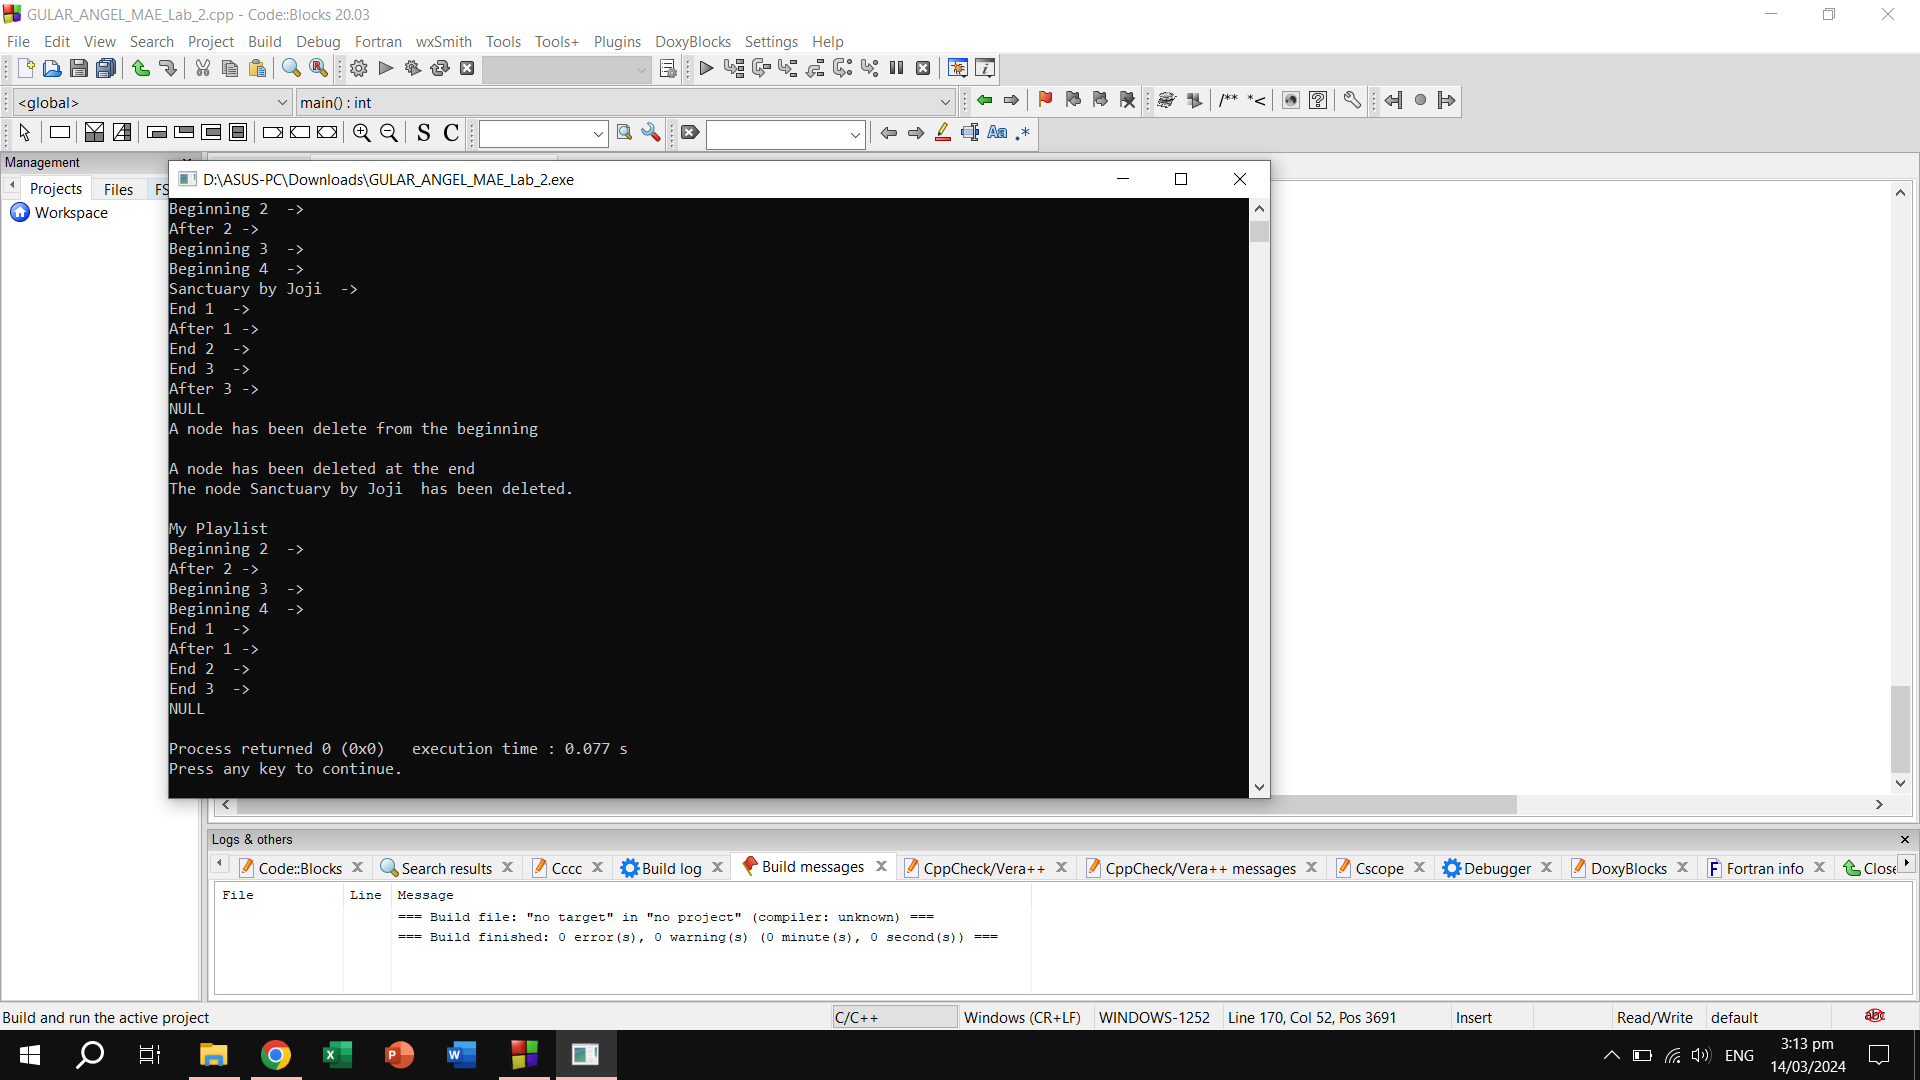 GULAR_ANGEL_MAE_Lab_2.cpp - Code::Blocks 20.03
File Edit View Search Project Build Debug Fortran wxSmith Tools Tools+ Plugins DoxyBlocks Settings Help
<global> main() : int
/** *<
S C Aa .*
Management
Projects Files FS
Workspace
D:\ASUS-PC\Downloads\GULAR_ANGEL_MAE_Lab_2.exe
Beginning 2  ->
After 2 ->
Beginning 3  ->
Beginning 4  ->
Sanctuary by Joji  ->
End 1  ->
After 1 ->
End 2  ->
End 3  ->
After 3 ->
NULL
A node has been delete from the beginning
A node has been deleted at the end
The node Sanctuary by Joji  has been deleted.
My Playlist
Beginning 2  ->
After 2 ->
Beginning 3  ->
Beginning 4  ->
End 1  ->
After 1 ->
End 2  ->
End 3  ->
NULL
Process returned 0 (0x0)   execution time : 0.077 s
Press any key to continue.
Logs & others
Code::Blocks Search results Cccc Build log Build messages CppCheck/Vera++ CppCheck/Vera++ messages Cscope Debugger DoxyBlocks Fortran info Close
File Line Message
=== Build file: "no target" in "no project" (compiler: unknown) ===
=== Build finished: 0 error(s), 0 warning(s) (0 minute(s), 0 second(s)) ===
Build and run the active project C/C++ Windows (CR+LF) WINDOWS-1252 Line 170, Col 52, Pos 3691 Insert Read/Write default
ENG 3:13 pm
14/03/2024